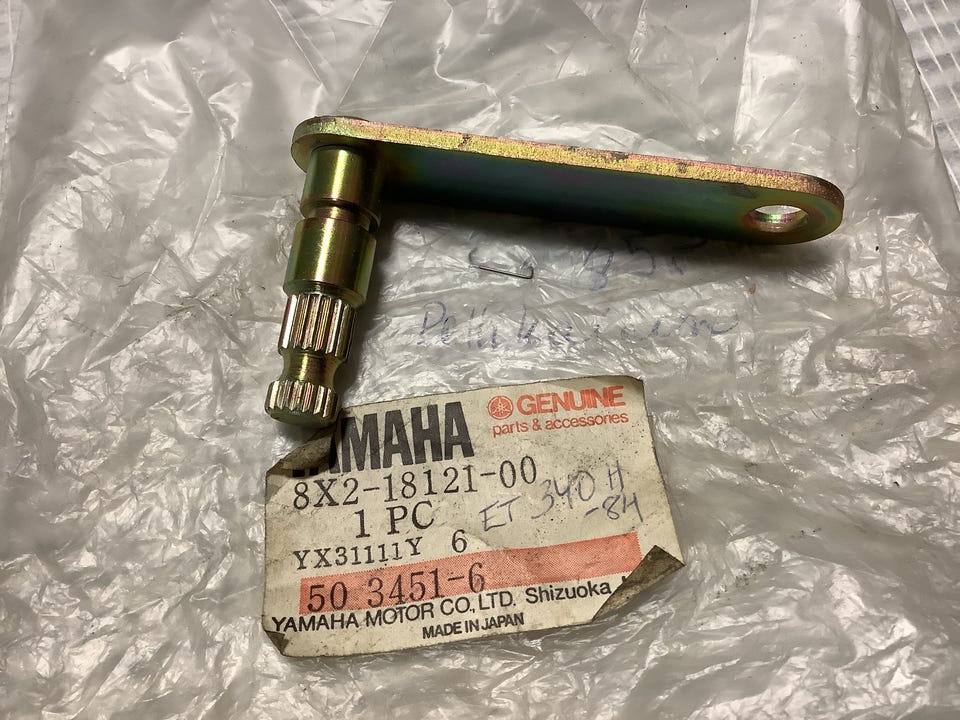 YAMAHA
GENUINE
parts & accessories
8X2-18121-00
1 PC
ET 340 H
-84
YX31111Y 6
50 3451-6
YAMAHA MOTOR CO., LTD. Shizuoka
MADE IN JAPAN